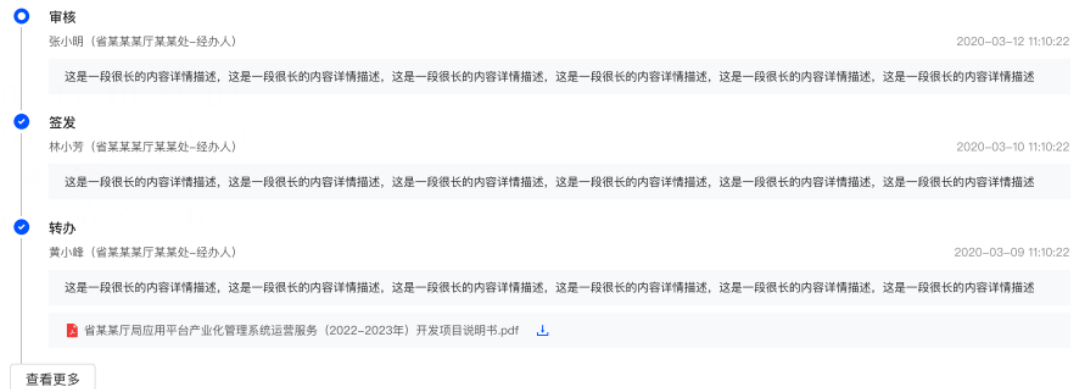 审核
张小明（省某某某厅某某处-经办人） 2020-03-12 11:10:22
这是一段很长的内容详情描述，这是一段很长的内容详情描述，这是一段很长的内容详情描述，这是一段很长的内容详情描述，这是一段很长的内容详情描述，这是一段很长的内容详情描述
签发
林小芳（省某某某厅某某处-经办人） 2020-03-10 11:10:22
这是一段很长的内容详情描述，这是一段很长的内容详情描述，这是一段很长的内容详情描述，这是一段很长的内容详情描述，这是一段很长的内容详情描述，这是一段很长的内容详情描述
转办
黄小峰（省某某某厅某某处-经办人） 2020-03-09 11:10:22
这是一段很长的内容详情描述，这是一段很长的内容详情描述，这是一段很长的内容详情描述，这是一段很长的内容详情描述，这是一段很长的内容详情描述，这是一段很长的内容详情描述
省某某厅局应用平台产业化管理系统运营服务（2022-2023年）开发项目说明书.pdf
查看更多